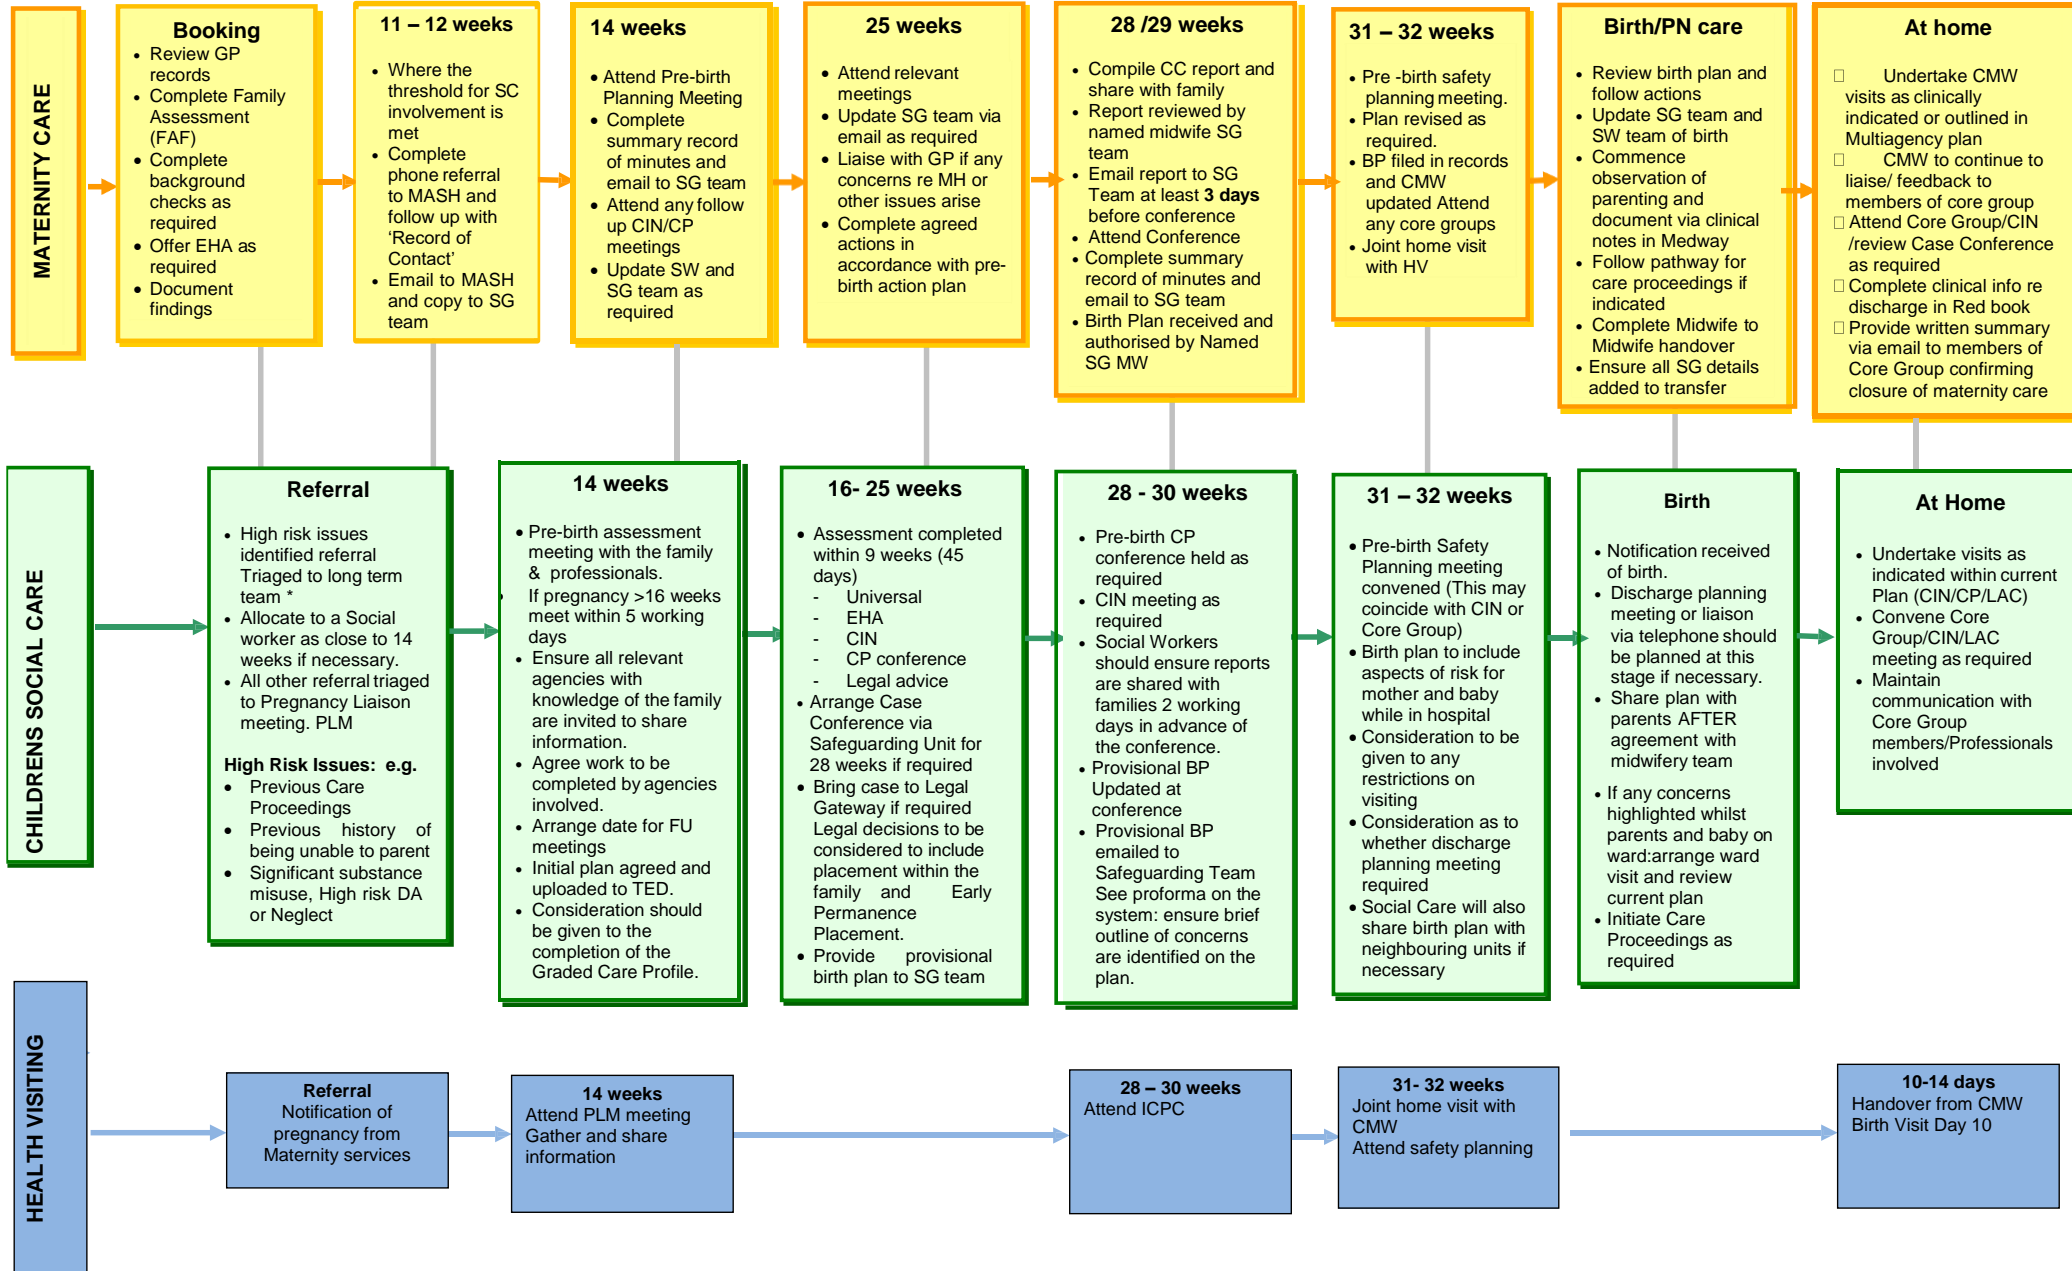 MATERNITY CARE
Booking
• Review GP
records
• Complete Family
Assessment
(FAF)
• Complete
background
checks as
required
• Offer EHA as
required
• Document
findings
11 – 12 weeks
• Where the
threshold for SC
involvement is
met
• Complete
phone referral
to MASH and
follow up with
‘Record of
Contact’
• Email to MASH
and copy to SG
team
14 weeks
• Attend Pre-birth
Planning Meeting
• Complete
summary record
of minutes and
email to SG team
• Attend any follow
up CIN/CP
meetings
• Update SW and
SG team as
required
25 weeks
• Attend relevant
meetings
• Update SG team via
email as required
• Liaise with GP if any
concerns re MH or
other issues arise
• Complete agreed
actions in
accordance with pre-
birth action plan
28 /29 weeks
• Compile CC report and
share with family
• Report reviewed by
named midwife SG
team
• Email report to SG
Team at least 3 days
before conference
• Attend Conference
• Complete summary
record of minutes and
email to SG team
• Birth Plan received and
authorised by Named
SG MW
31 – 32 weeks
• Pre -birth safety
planning meeting.
• Plan revised as
required.
• BP filed in records
and CMW
updated Attend
any core groups
• Joint home visit
with HV
Birth/PN care
• Review birth plan and
follow actions
• Update SG team and
SW team of birth
• Commence
observation of
parenting and
document via clinical
notes in Medway
• Follow pathway for
care proceedings if
indicated
• Complete Midwife to
Midwife handover
• Ensure all SG details
added to transfer
At home
□ Undertake CMW
visits as clinically
indicated or outlined in
Multiagency plan
□ CMW to continue to
liaise/ feedback to
members of core group
□ Attend Core Group/CIN
/review Case Conference
as required
□ Complete clinical info re
discharge in Red book
□ Provide written summary
via email to members of
Core Group confirming
closure of maternity care
CHILDRENS SOCIAL CARE
Referral
• High risk issues
identified referral
Triaged to long term
team *
• Allocate to a Social
worker as close to 14
weeks if necessary.
• All other referral triaged
to Pregnancy Liaison
meeting. PLM
High Risk Issues: e.g.
• Previous Care
Proceedings
• Previous history of
being unable to parent
• Significant substance
misuse, High risk DA
or Neglect
14 weeks
• Pre-birth assessment
meeting with the family
& professionals.
• If pregnancy >16 weeks
meet within 5 working
days
• Ensure all relevant
agencies with
knowledge of the family
are invited to share
information.
• Agree work to be
completed by agencies
involved.
• Arrange date for FU
meetings
• Initial plan agreed and
uploaded to TED.
• Consideration should
be given to the
completion of the
Graded Care Profile.
16- 25 weeks
• Assessment completed
within 9 weeks (45
days)
- Universal
- EHA
- CIN
- CP conference
- Legal advice
• Arrange Case
Conference via
Safeguarding Unit for
28 weeks if required
• Bring case to Legal
Gateway if required
Legal decisions to be
considered to include
placement within the
family and Early
Permanence
Placement.
• Provide provisional
birth plan to SG team
28 - 30 weeks
• Pre-birth CP
conference held as
required
• CIN meeting as
required
• Social Workers
should ensure reports
are shared with
families 2 working
days in advance of
the conference.
• Provisional BP
Updated at
conference
• Provisional BP
emailed to
Safeguarding Team
See proforma on the
system: ensure brief
outline of concerns
are identified on the
plan.
31 – 32 weeks
• Pre-birth Safety
Planning meeting
convened (This may
coincide with CIN or
Core Group)
• Birth plan to include
aspects of risk for
mother and baby
while in hospital
• Consideration to be
given to any
restrictions on
visiting
• Consideration as to
whether discharge
planning meeting
required
• Social Care will also
share birth plan with
neighbouring units if
necessary
Birth
• Notification received
of birth.
• Discharge planning
meeting or liaison
via telephone should
be planned at this
stage if necessary.
• Share plan with
parents AFTER
agreement with
midwifery team
• If any concerns
highlighted whilst
parents and baby on
ward:arrange ward
visit and review
current plan
• Initiate Care
Proceedings as
required
At Home
• Undertake visits as
indicated within current
Plan (CIN/CP/LAC)
• Convene Core
Group/CIN/LAC
meeting as required
• Maintain
communication with
Core Group
members/Professionals
involved
HEALTH VISITING
Referral
Notification of
pregnancy from
Maternity services
14 weeks
Attend PLM meeting
Gather and share
information
28 – 30 weeks
Attend ICPC
31- 32 weeks
Joint home visit with
CMW
Attend safety planning
10-14 days
Handover from CMW
Birth Visit Day 10